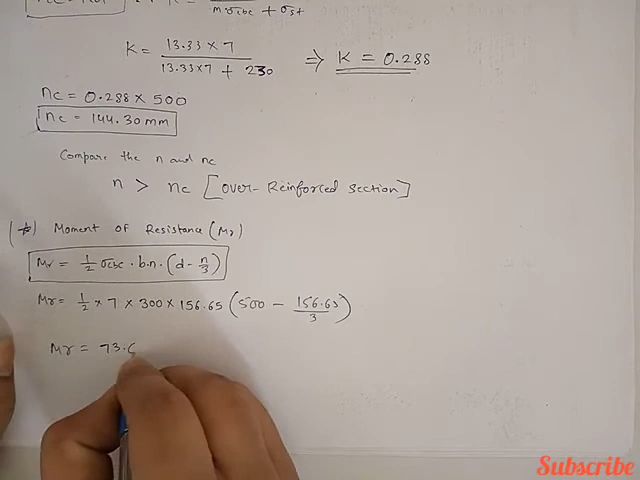 mσcbc + σst
K = 13.33 × 7 / 13.33×7 + 230 ⇒ K = 0.288
nc = 0.288 × 500
nc = 144.30 mm
Compare the n and nc
n > nc [over-Reinforced section]
(*) Moment of Resistance (Mr)
Mr = 1/2 σcbc · b.n. (d - n/3)
Mr = 1/2 × 7 × 300 × 156.65 (500 - 156.65/3)
Mr = 73.
Subscribe